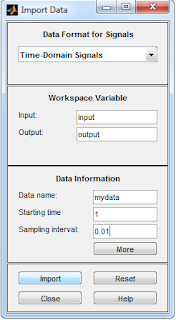 Import Data
Data Format for Signals
Time-Domain Signals
Workspace Variable
Input: input
Output: output
Data Information
Data name: mydata
Starting time 1
Sampling interval: 0.01
More
Import Reset
Close Help